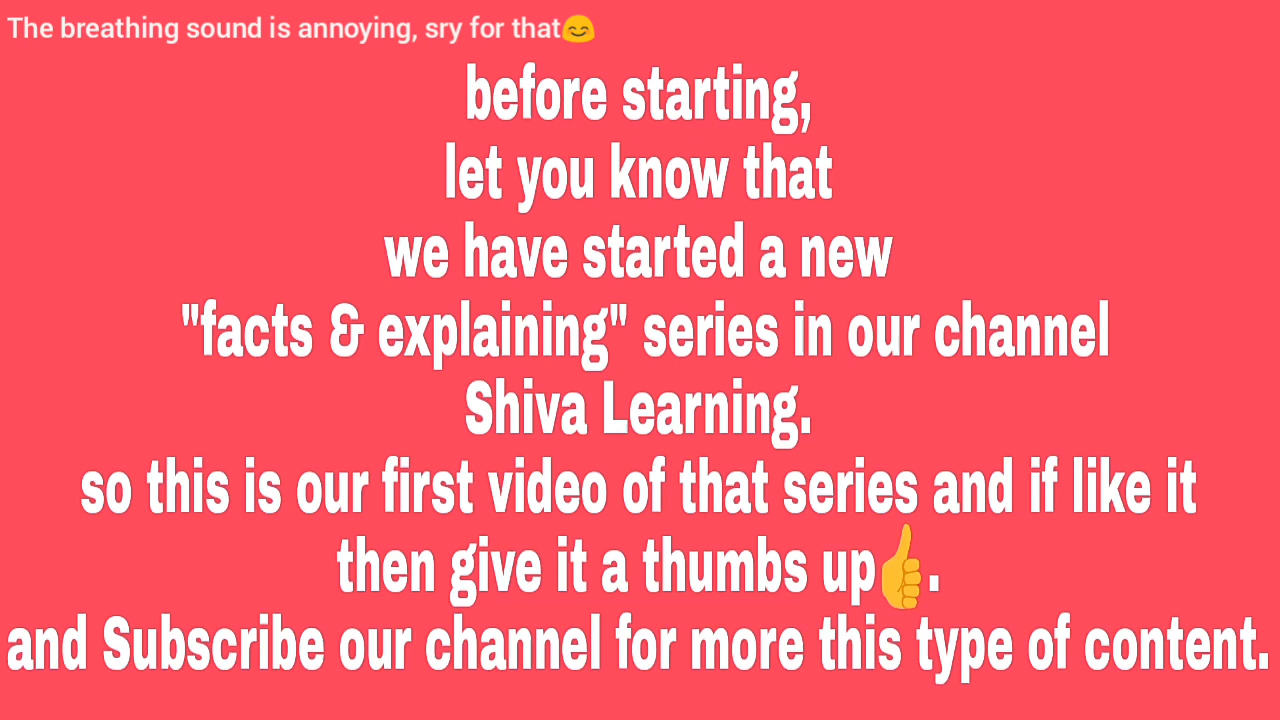 The breathing sound is annoying, sry for that😊
before starting,
let you know that
we have started a new
"facts & explaining" series in our channel
Shiva Learning.
so this is our first video of that series and if like it
then give it a thumbs up👍.
and Subscribe our channel for more this type of content.